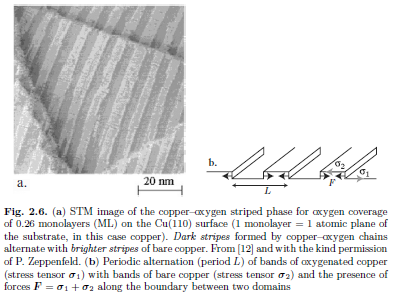 b.
σ2
σ1
F
L
a.
20 nm
Fig. 2.6. (a) STM image of the copper–oxygen striped phase for oxygen coverage
of 0.26 monolayers (ML) on the Cu(110) surface (1 monolayer = 1 atomic plane of
the substrate, in this case copper). Dark stripes formed by copper–oxygen chains
alternate with brighter stripes of bare copper. From [12] and with the kind permission
of P. Zeppenfeld. (b) Periodic alternation (period L) of bands of oxygenated copper
(stress tensor σ1) with bands of bare copper (stress tensor σ2) and the presence of
forces F = σ1 + σ2 along the boundary between two domains